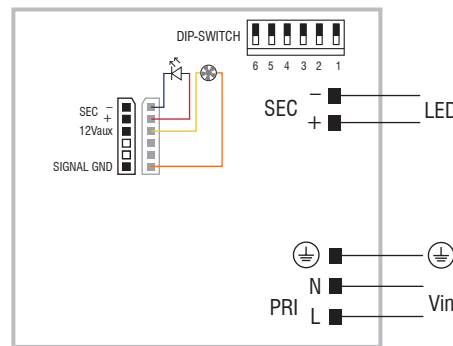 DIP-SWITCH
6 5 4 3 2 1
SEC −
+
12Vaux
SIGNAL GND
SEC −
+
LED
N
PRI L
Vin